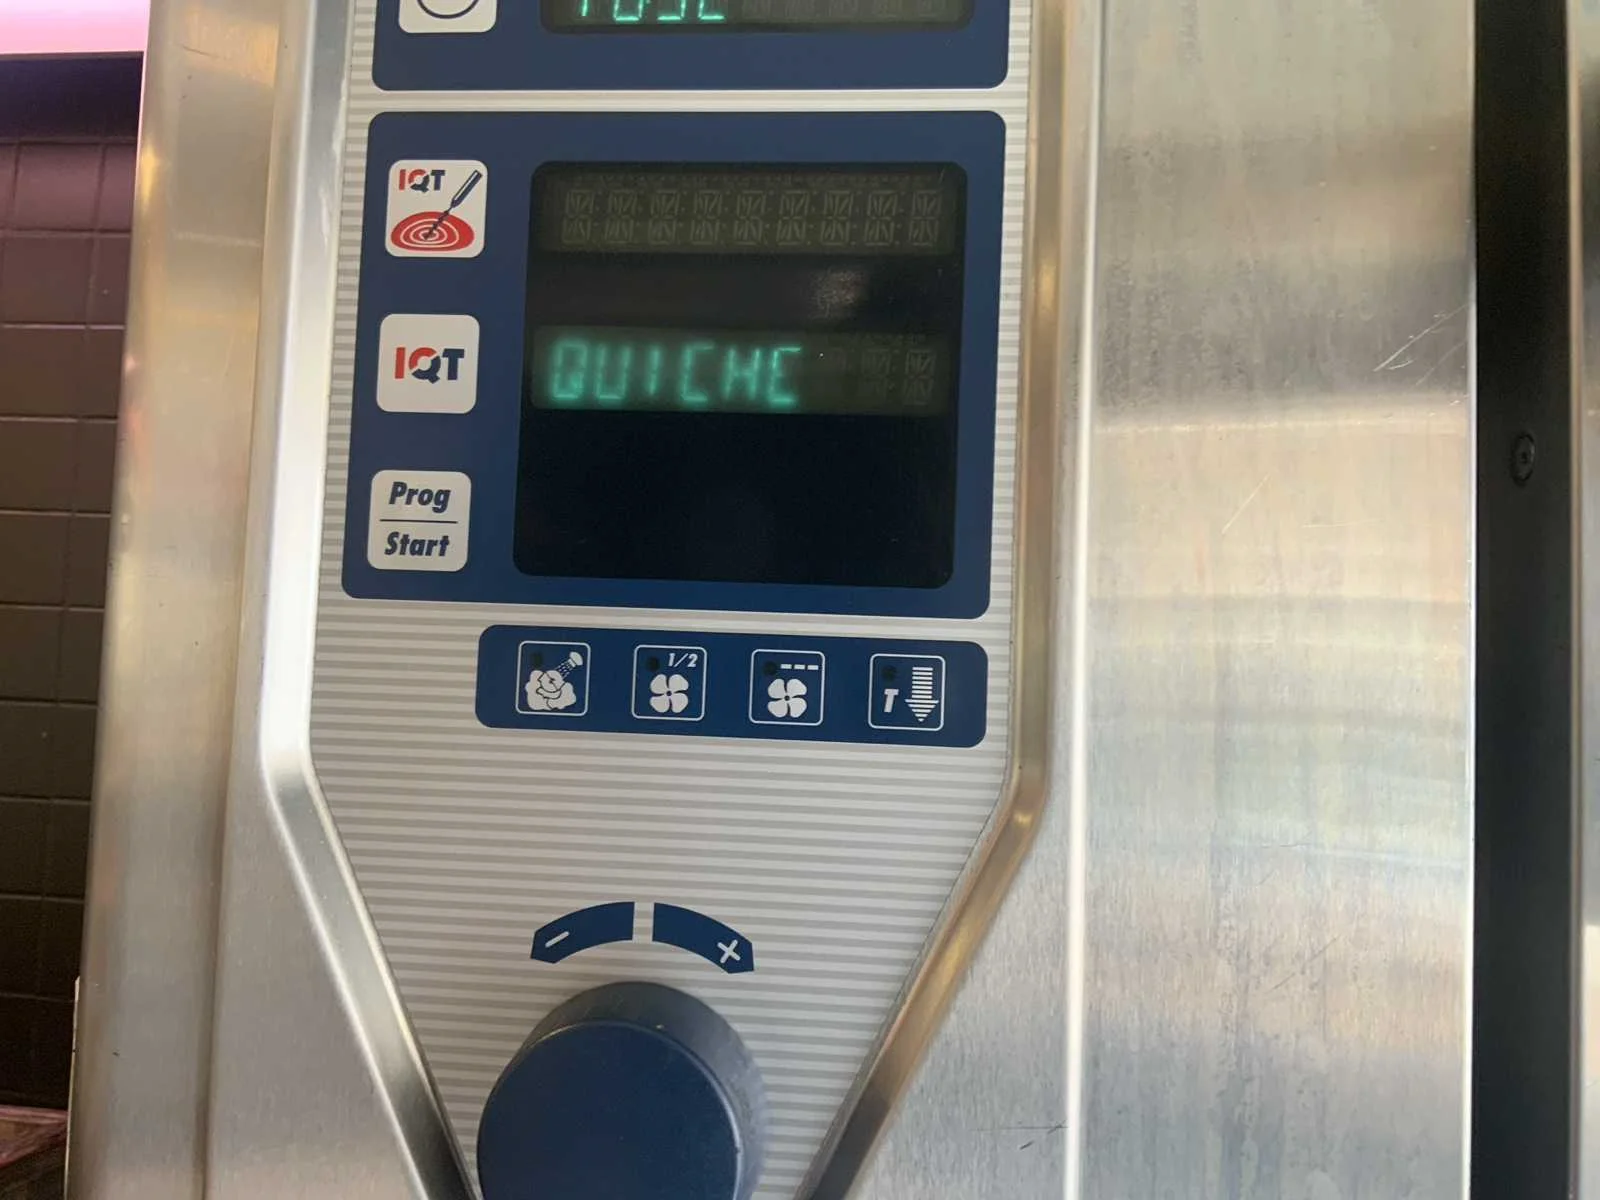 IQT
QUICHE
IQT
Prog
Start
1/2
T
- +